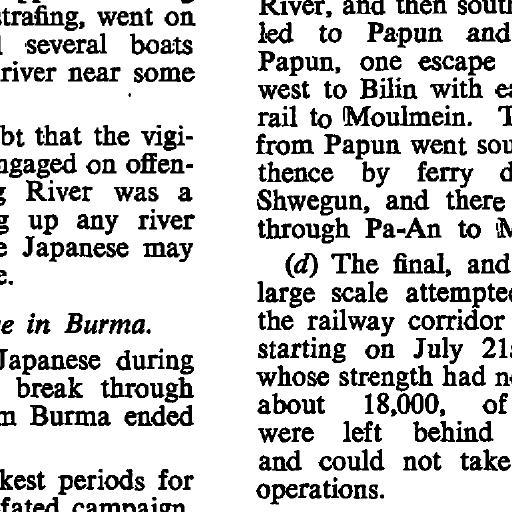 strafing, went on
several boats
river near some
bt that the vigi-
ngaged on offen-
g River was a
g up any river
e Japanese may
e.
e in Burma.
Japanese during
break through
m Burma ended
kest periods for
fated campaign,
River, and then south
led to Papun and
Papun, one escape
west to Bilin with ea
rail to Moulmein. T
from Papun went sou
thence by ferry d
Shwegun, and there
through Pa-An to M
(d) The final, and
large scale attempted
the railway corridor
starting on July 21s
whose strength had n
about 18,000, of
were left behind
and could not take
operations.